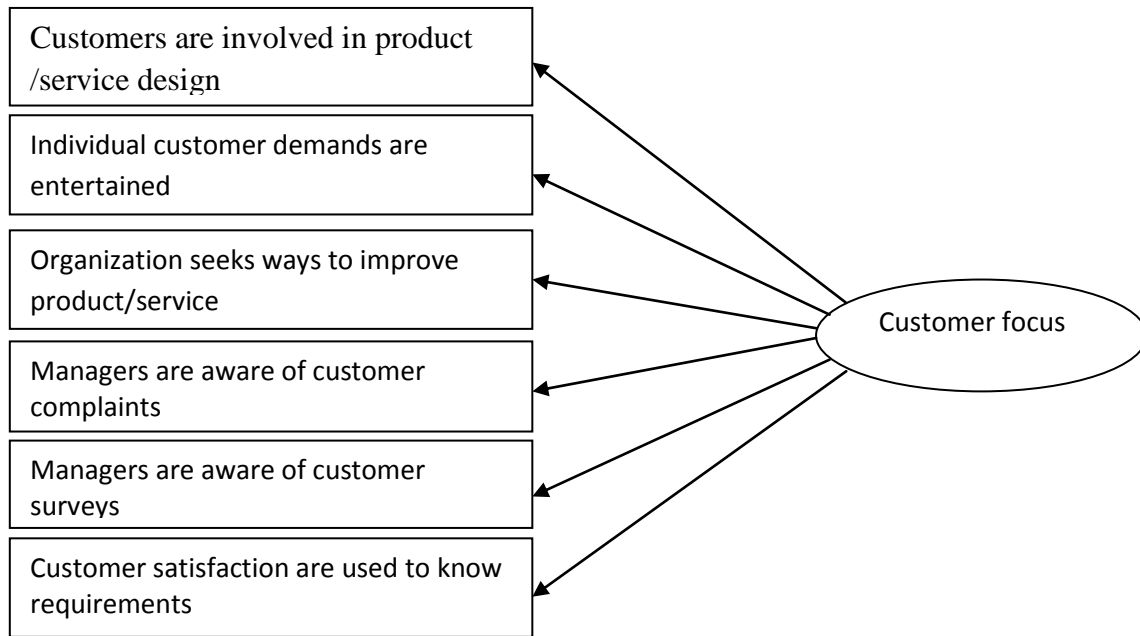 Customers are involved in product
/service design
Individual customer demands are
entertained
Organization seeks ways to improve
product/service
Managers are aware of customer
complaints
Managers are aware of customer
surveys
Customer satisfaction are used to know
requirements
Customer focus